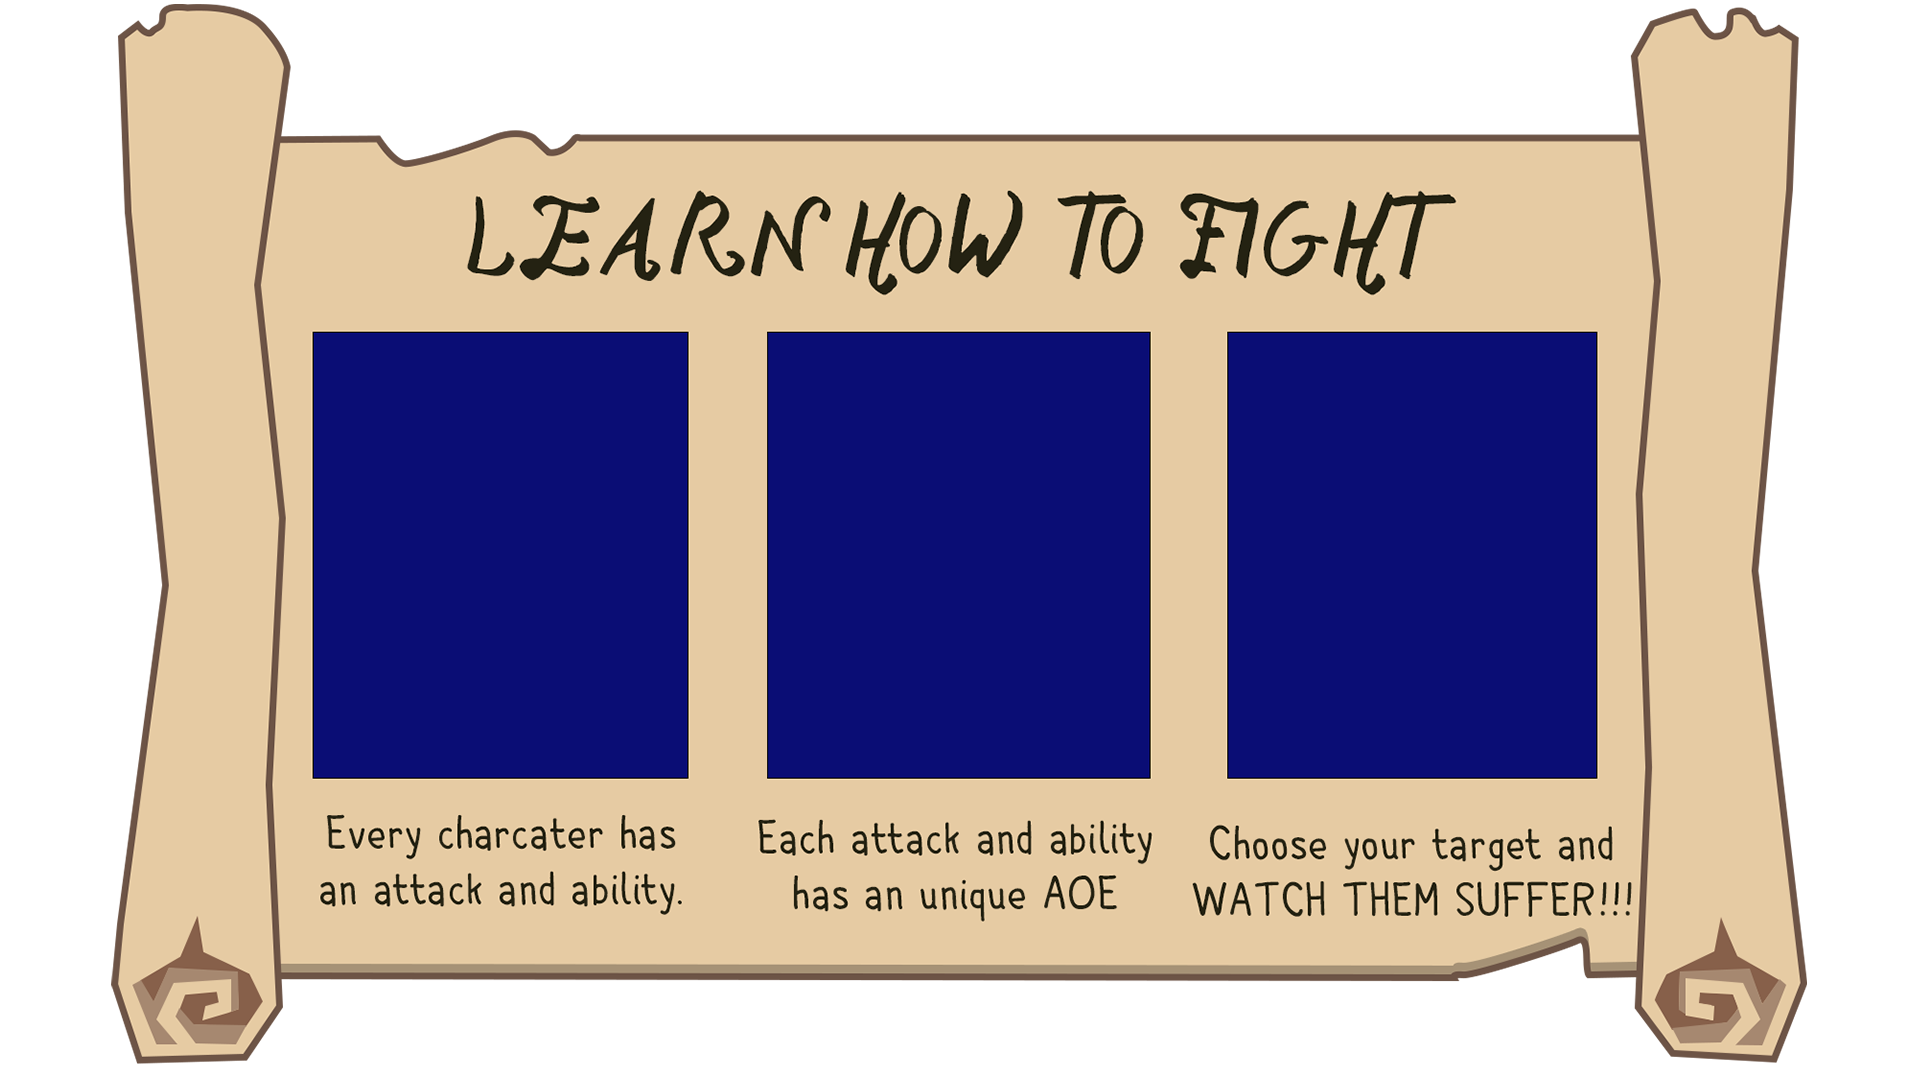 LEARN HOW TO FIGHT
Every charcater has
an attack and ability.
Each attack and ability
has an unique AOE
Choose your target and
WATCH THEM SUFFER!!!